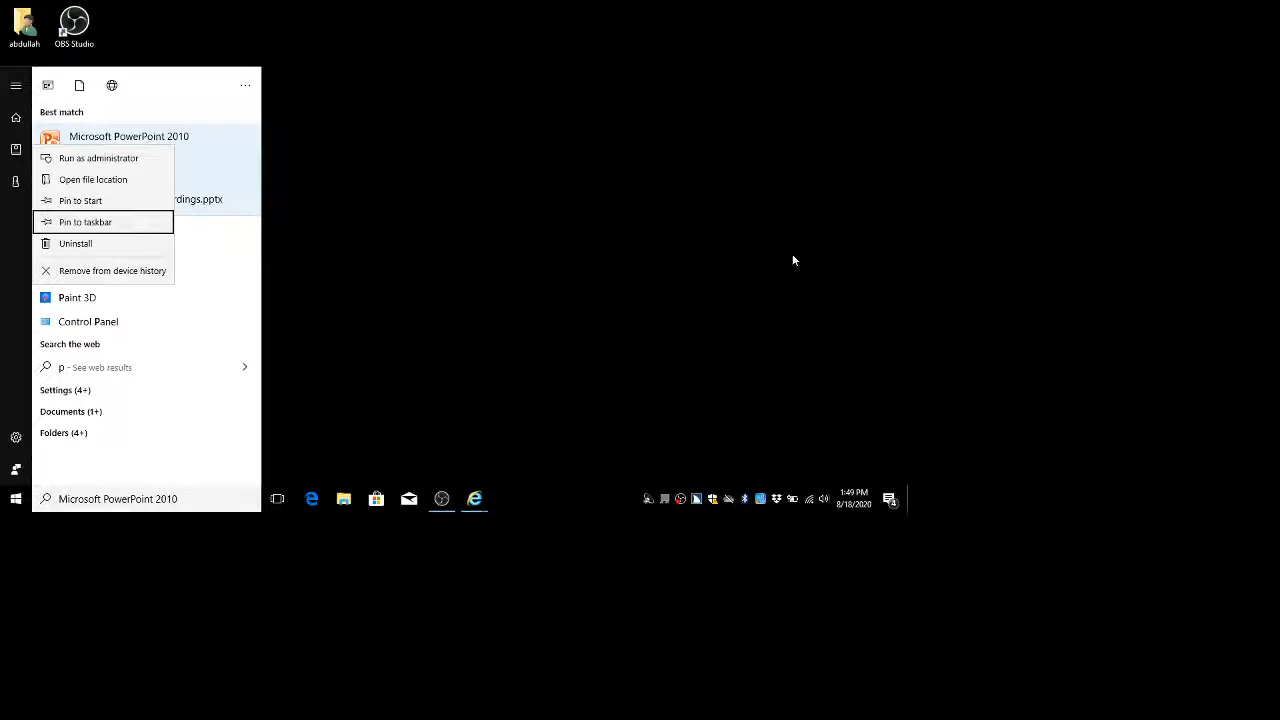 abdullah
OBS Studio
Best match
Microsoft PowerPoint 2010
Run as administrator
Open file location
Pin to Start
rdings.pptx
Pin to taskbar
Uninstall
Remove from device history
Paint 3D
Control Panel
Search the web
p - See web results
Settings (4+)
Documents (1+)
Folders (4+)
Microsoft PowerPoint 2010
1:49 PM
8/18/2020
4